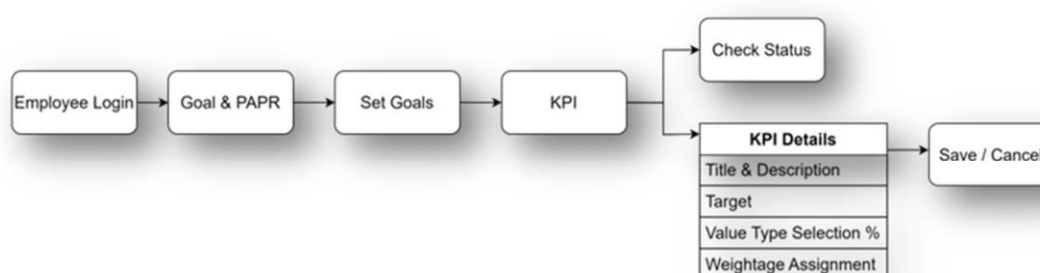 Employee Login
Goal & PAPR
Set Goals
KPI
Check Status
KPI Details
Title & Description
Target
Value Type Selection %
Weightage Assignment
Save / Cancel